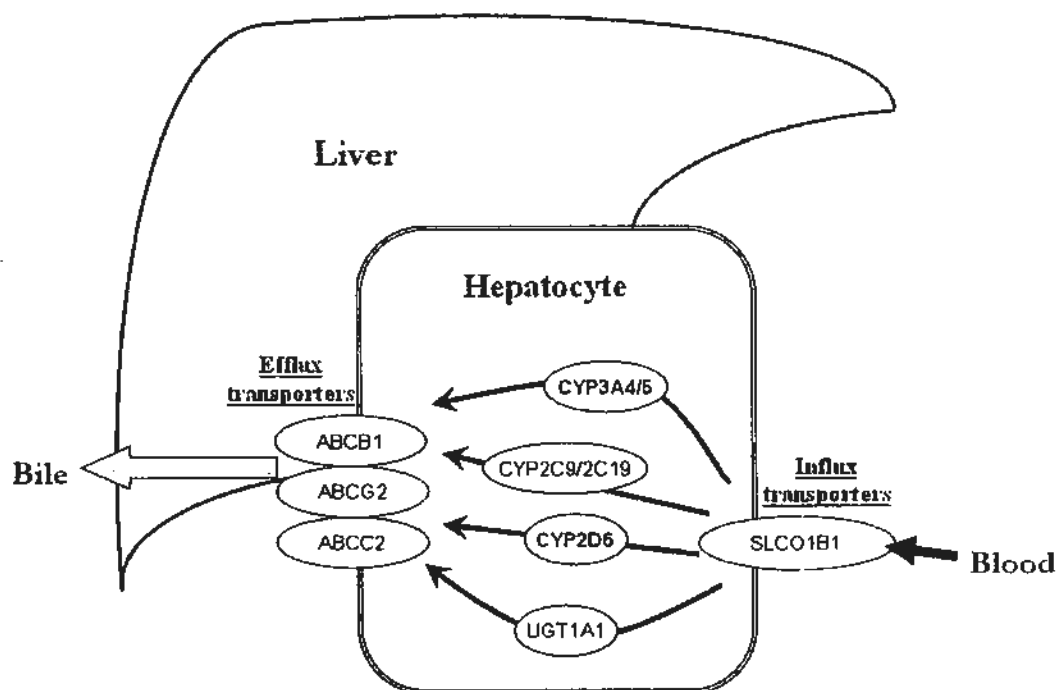 Liver
Hepatocyte
Efflux
transporters
CYP3A4/5
ABCB1
CYP2C9/2C19
Influx
transporters
Bile
ABCG2
ABCC2
CYP2D6
SLCO1B1
Blood
UGT1A1